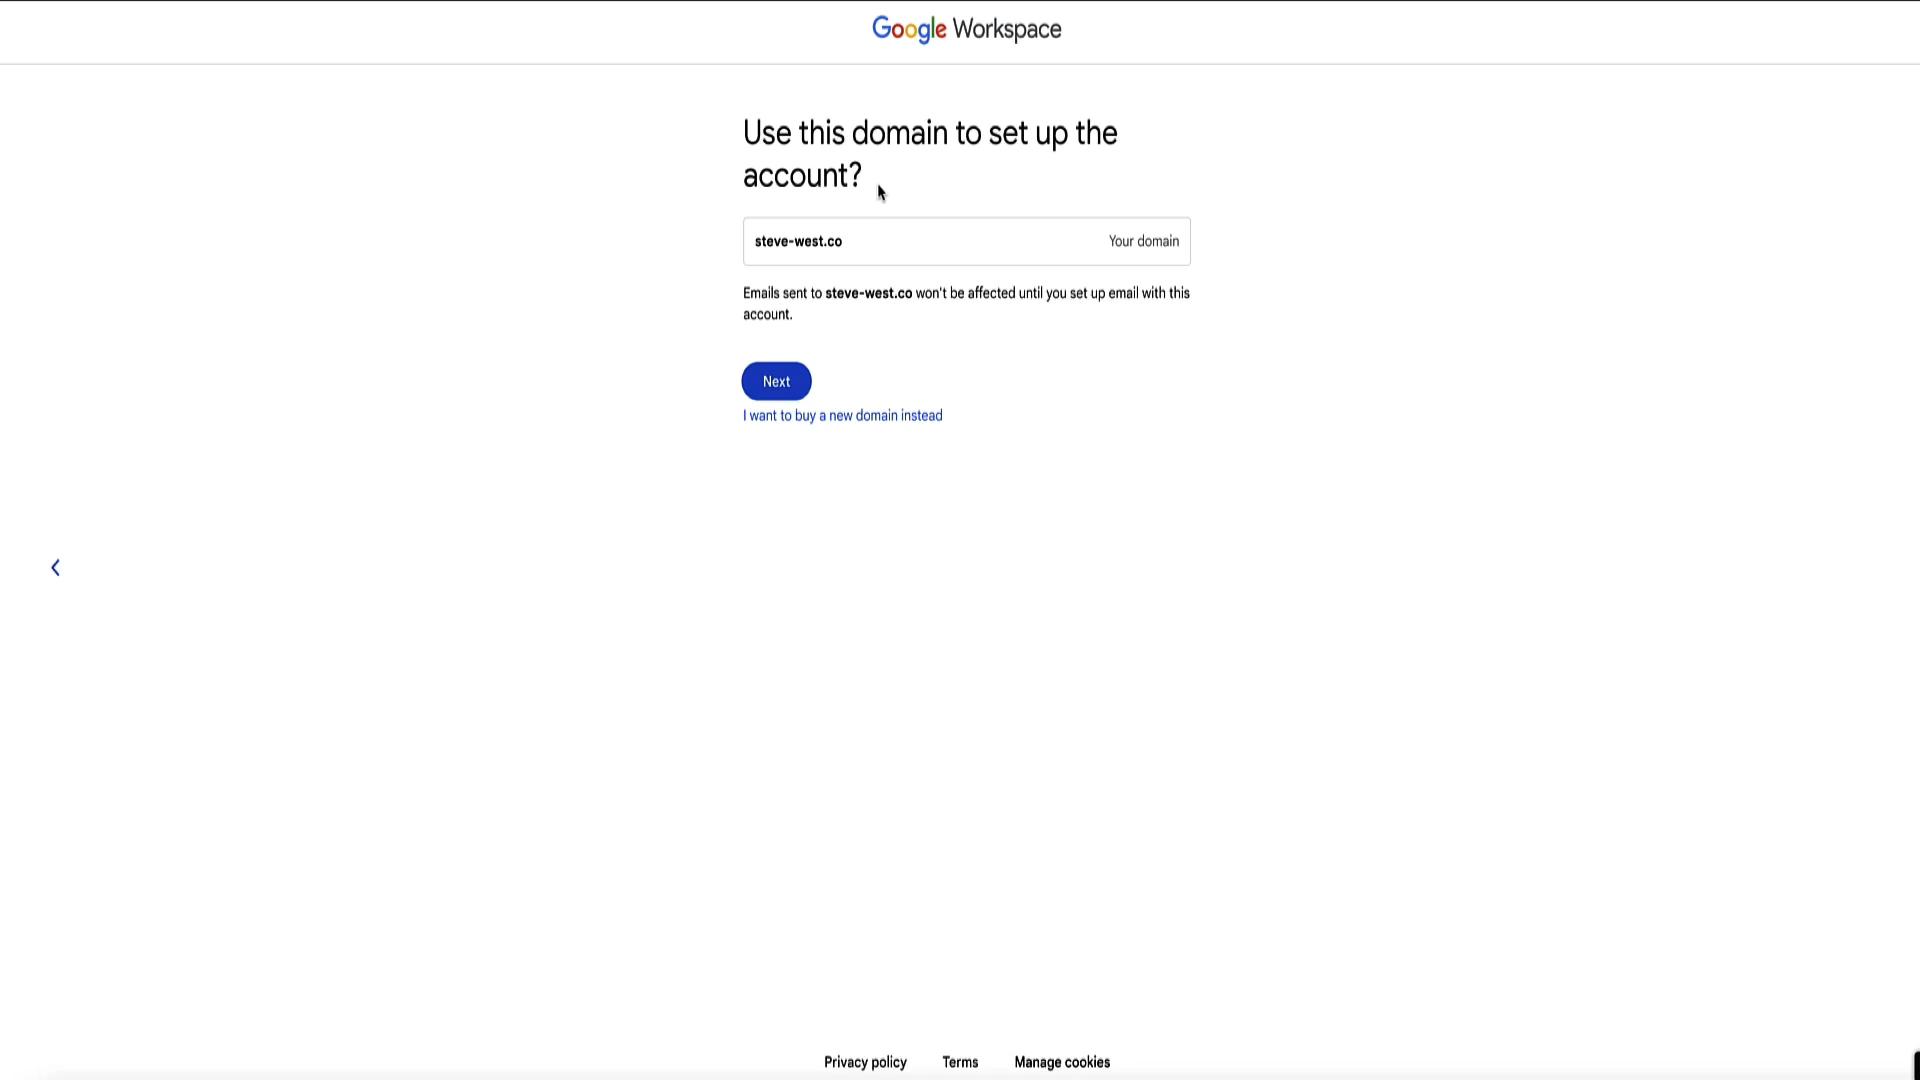 Google Workspace
Use this domain to set up the
account?
steve-west.co Your domain
Emails sent to steve-west.co won't be affected until you set up email with this
account.
Next
I want to buy a new domain instead
Privacy policy Terms Manage cookies